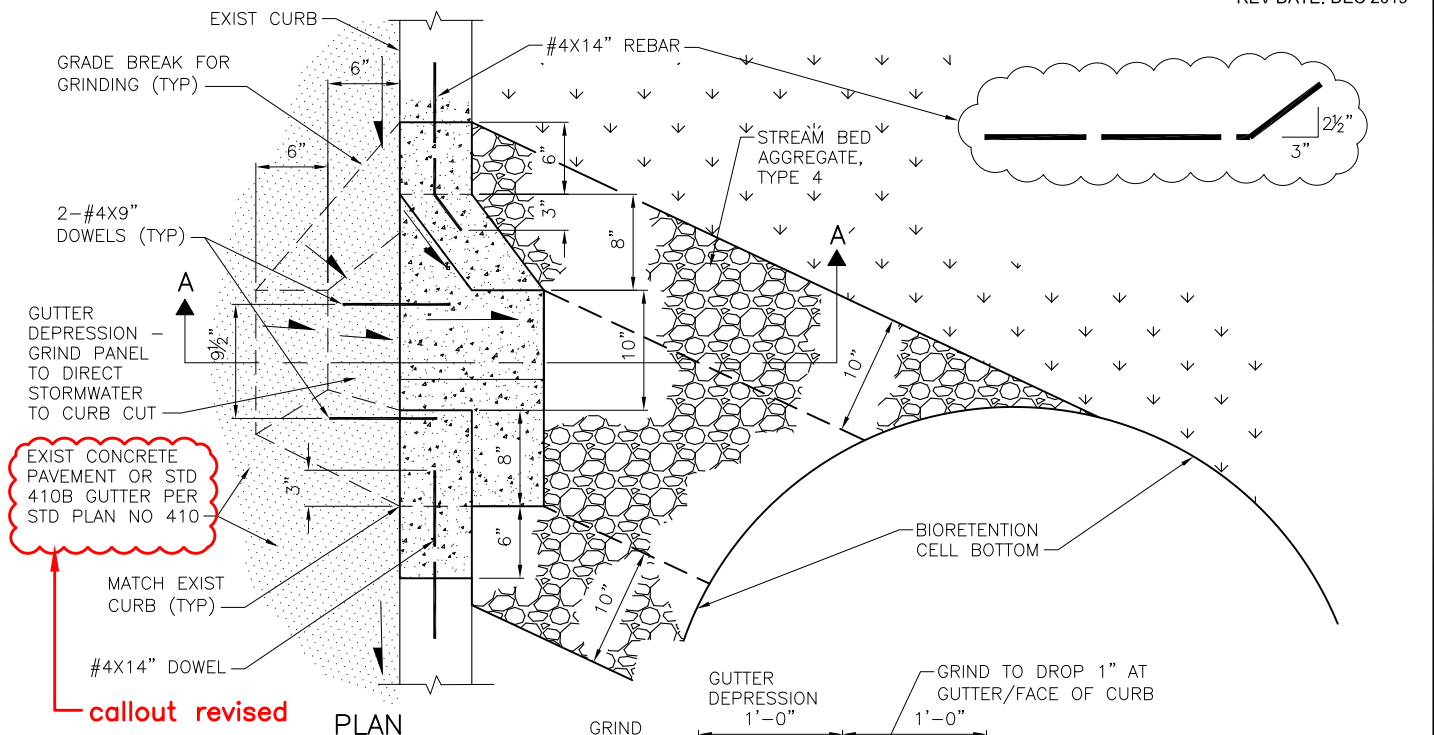 REV DATE: DEC 2015
EXIST CURB
#4X14" REBAR
GRADE BREAK FOR
GRINDING (TYP)
6"
6"
2½"
3"
STREAM BED
AGGREGATE,
TYPE 4
6"
3"
8"
2-#4X9"
DOWELS (TYP)
A
A
GUTTER
DEPRESSION -
GRIND PANEL
TO DIRECT
STORMWATER
TO CURB CUT
9½"
10"
10"
EXIST CONCRETE
PAVEMENT OR STD
410B GUTTER PER
STD PLAN NO 410
3"
8"
6"
10"
BIORETENTION
CELL BOTTOM
MATCH EXIST
CURB (TYP)
#4X14" DOWEL
callout revised
PLAN
GRIND
GUTTER
DEPRESSION
1'-0"
GRIND TO DROP 1" AT
GUTTER/FACE OF CURB
1'-0"